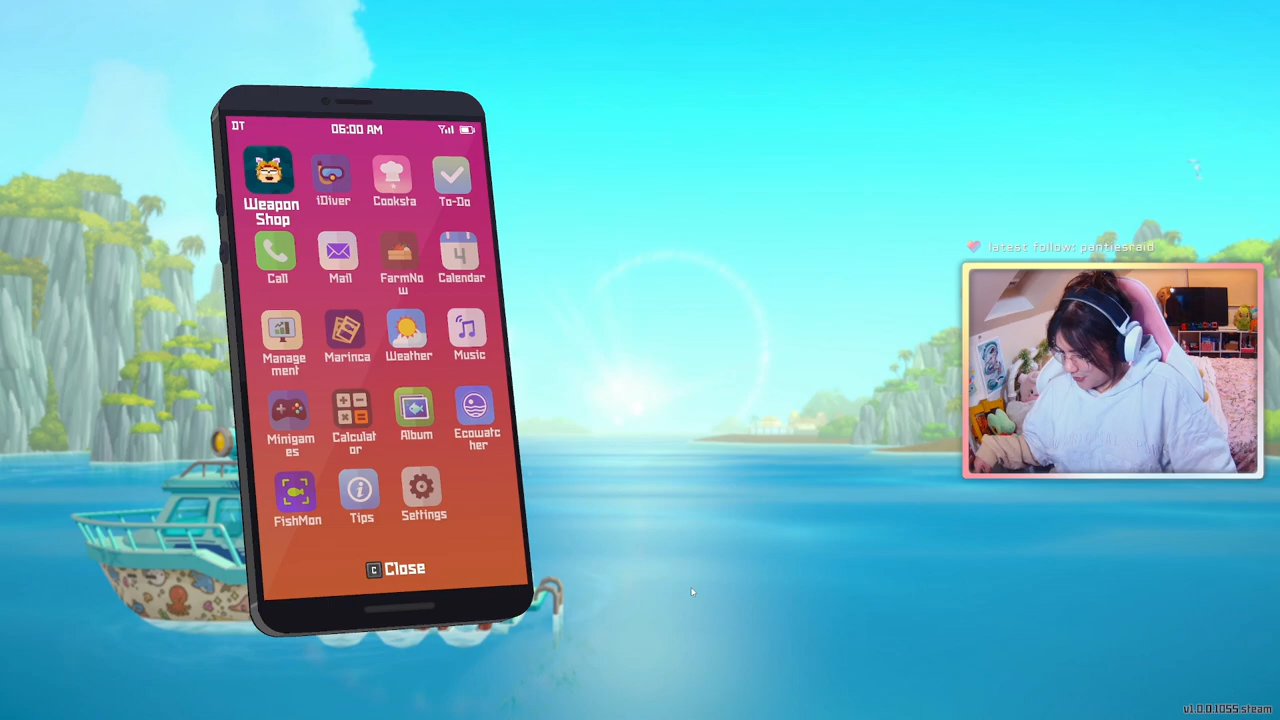 DT
06:00 AM
Weapon
Shop
iDiver
Cooksta
To-Do
Call
Mail
FarmNo
w
4
Calendar
Manage
ment
Marinca
Weather
Music
Minigam
es
Calculat
or
Album
Ecowatc
her
FishMon
Tips
Settings
C Close
latest follow: pantiesraid
v1.0.0.1055.steam